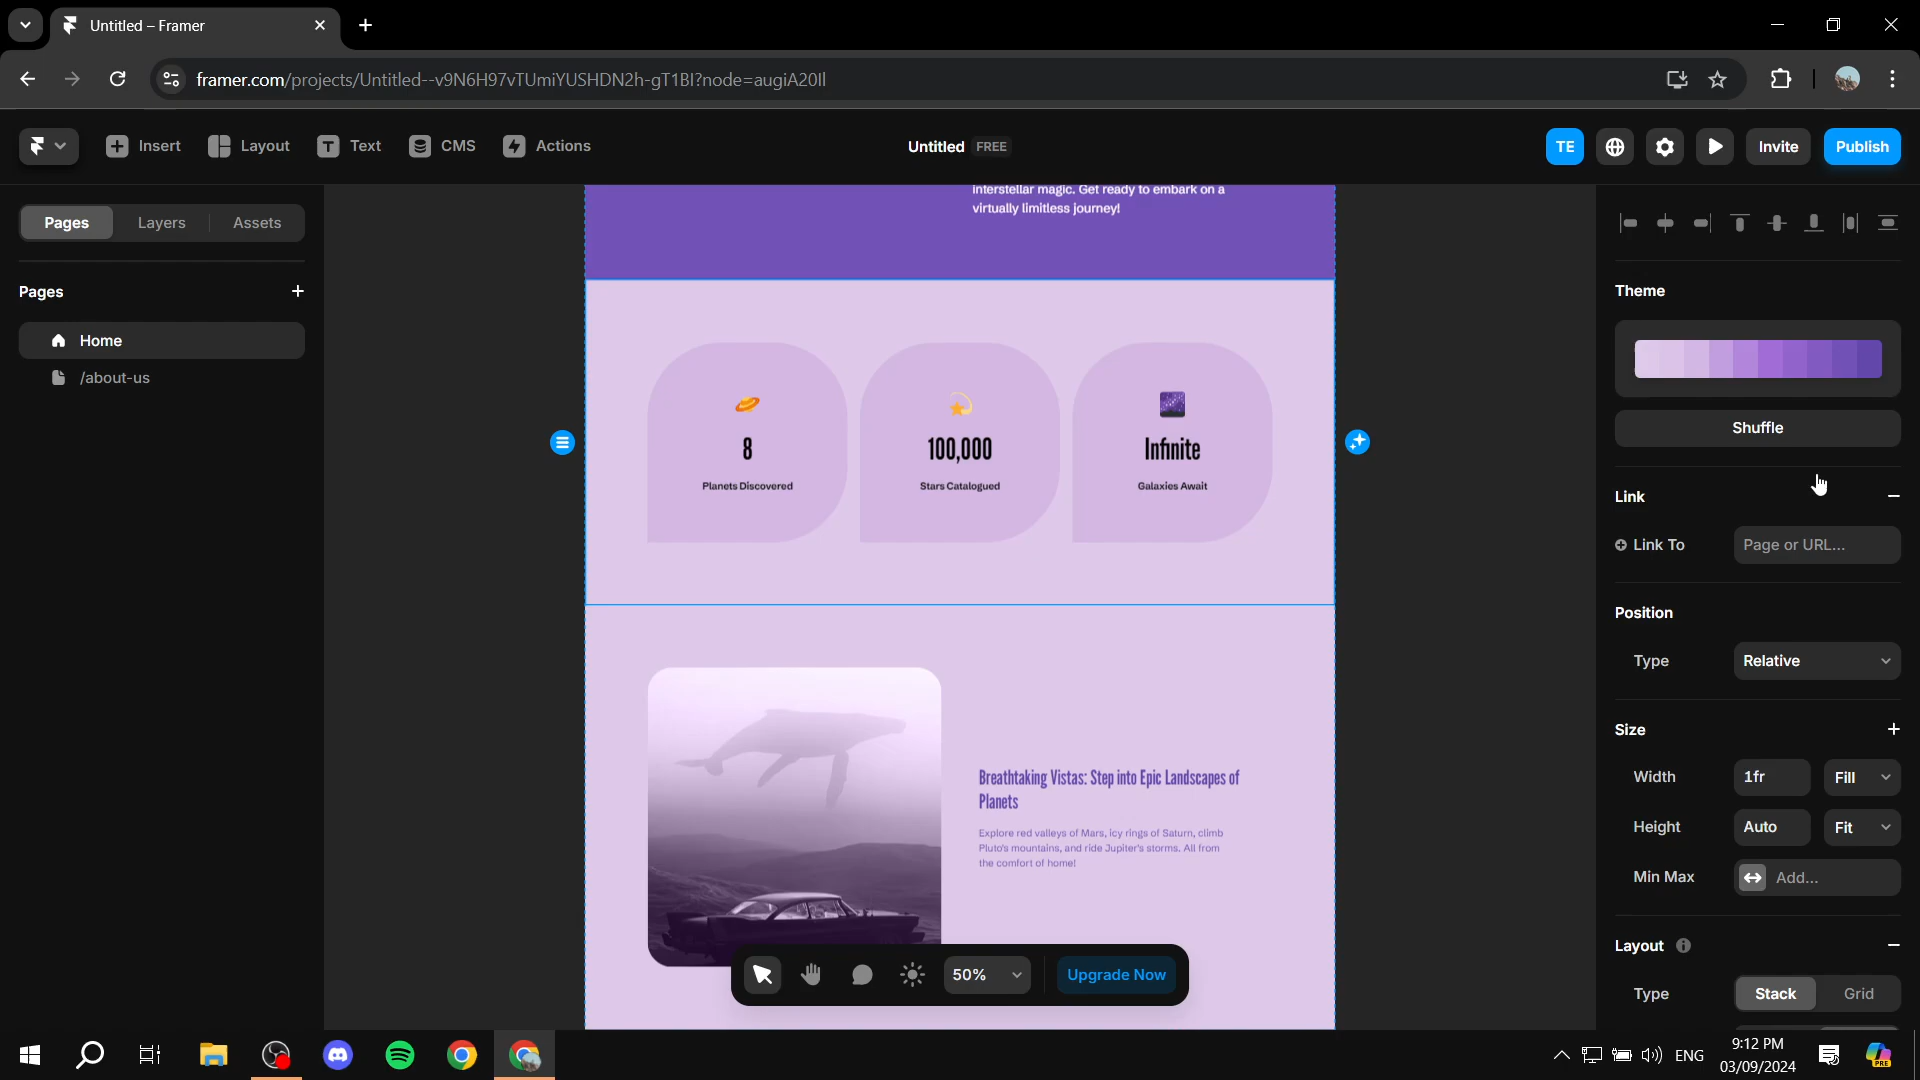 Untitled – Framer
framer.com/projects/Untitled--v9N6H97vTUmiYUSHDN2h-gT1BI?node=augiA20Il
Insert
Layout
Text
CMS
Actions
Untitled FREE
TE
Invite
Publish
Pages
Layers
Assets
Pages
Home
/about-us
interstellar magic. Get ready to embark on a
virtually limitless journey!
8
Planets Discovered
100,000
Stars Catalogued
Infinite
Galaxies Await
Breathtaking Vistas: Step into Epic Landscapes of
Planets
Explore red valleys of Mars, icy rings of Saturn, climb
Pluto's mountains, and ride Jupiter's storms. All from
the comfort of home!
50%
Upgrade Now
Theme
Shuffle
Link
Link To
Page or URL...
Position
Type
Relative
Size
Width
1fr
Fill
Height
Auto
Fit
Min Max
Add...
Layout
Type
Stack
Grid
ENG
9:12 PM
03/09/2024
PRE